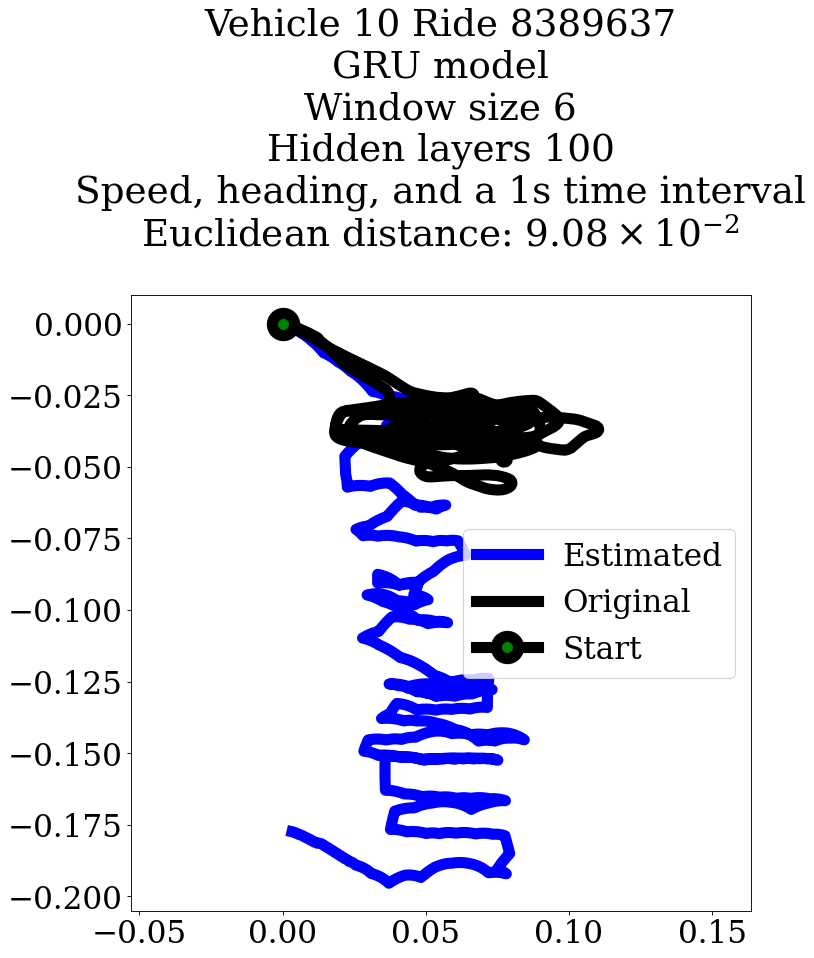 Vehicle 10 Ride 8389637
GRU model
Window size 6
Hidden layers 100
Speed, heading, and a 1s time interval
Euclidean distance: 9.08 × 10⁻²
0.000
−0.025
−0.050
−0.075
−0.100
−0.125
−0.150
−0.175
−0.200
Estimated
Original
Start
−0.05
0.00
0.05
0.10
0.15